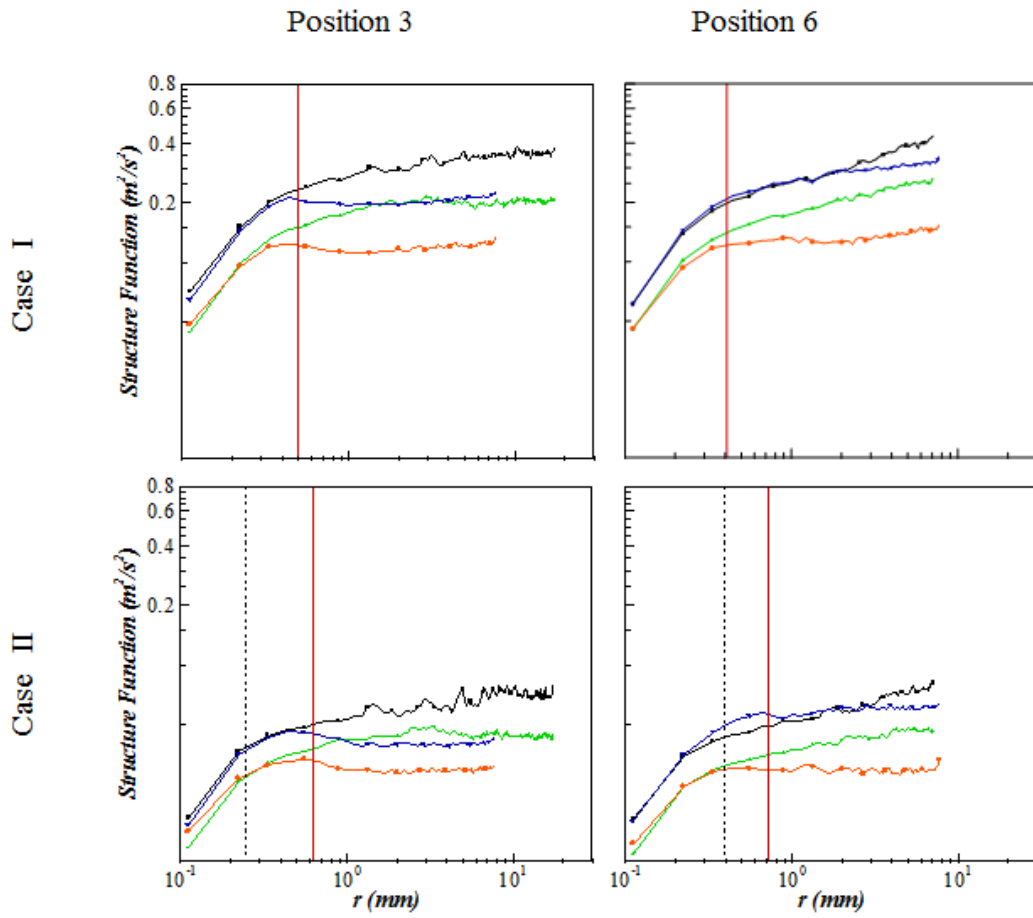 Position 3
Position 6
Case I
Structure Function (m²/s²)
0.8
0.6
0.4
0.2
Case II
Structure Function (m²/s²)
0.8
0.6
0.4
0.2
10⁻¹
10⁰
10¹
10⁻¹
10⁰
10¹
r (mm)
r (mm)